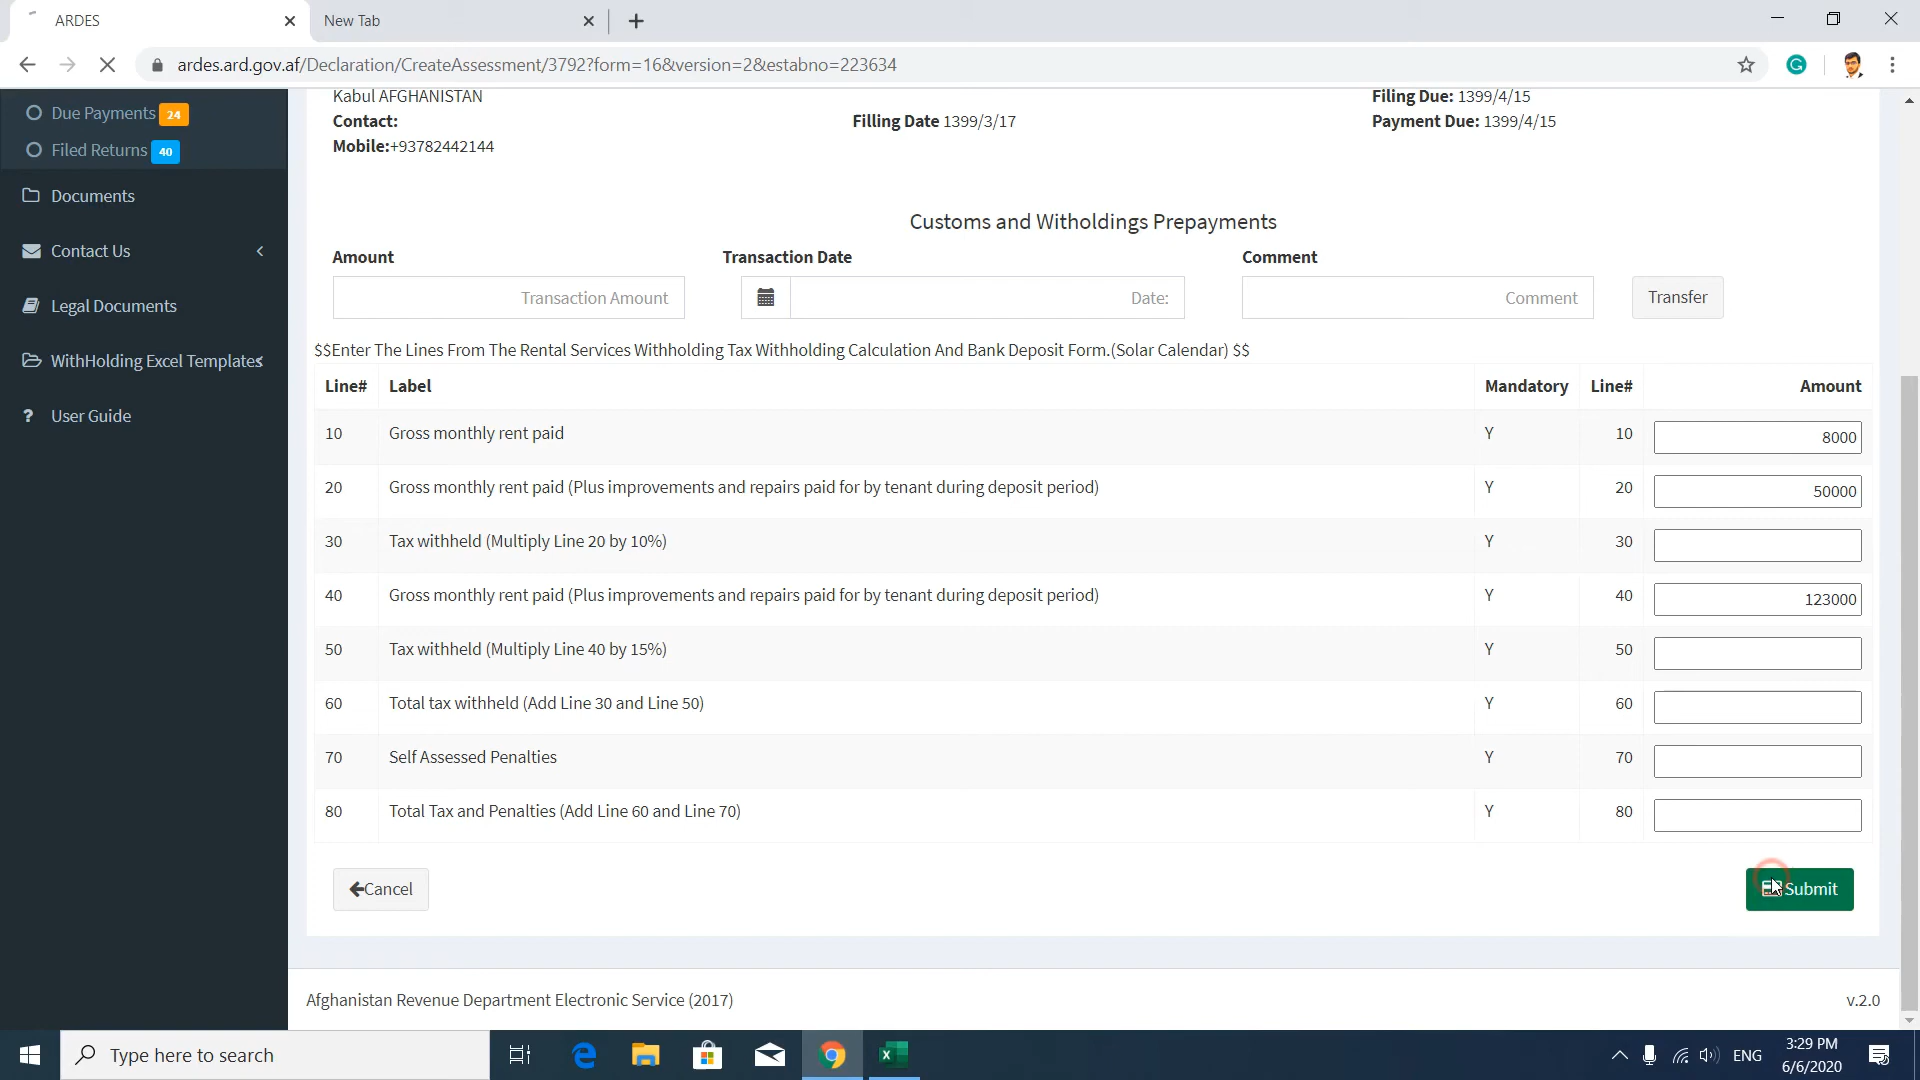 ARDES
New Tab
ardes.ard.gov.af/Declaration/CreateAssessment/3792?form=16&version=2&estabno=223634
Due Payments 24
Filed Returns 40
Documents
Contact Us
Legal Documents
WithHolding Excel Templates
User Guide
Kabul AFGHANISTAN
Contact:
Mobile:+93782442144
Filling Date 1399/3/17
Filing Due: 1399/4/15
Payment Due: 1399/4/15
Customs and Witholdings Prepayments
Amount Transaction Date Comment
Transaction Amount Date: Comment Transfer
$$Enter The Lines From The Rental Services Withholding Tax Withholding Calculation And Bank Deposit Form.(Solar Calendar) $$
Line# Label Mandatory Line# Amount
10 Gross monthly rent paid Y 10 8000
20 Gross monthly rent paid (Plus improvements and repairs paid for by tenant during deposit period) Y 20 50000
30 Tax withheld (Multiply Line 20 by 10%) Y 30
40 Gross monthly rent paid (Plus improvements and repairs paid for by tenant during deposit period) Y 40 123000
50 Tax withheld (Multiply Line 40 by 15%) Y 50
60 Total tax withheld (Add Line 30 and Line 50) Y 60
70 Self Assessed Penalties Y 70
80 Total Tax and Penalties (Add Line 60 and Line 70) Y 80
Cancel Submit
Afghanistan Revenue Department Electronic Service (2017) v.2.0
Type here to search
ENG
3:29 PM
6/6/2020